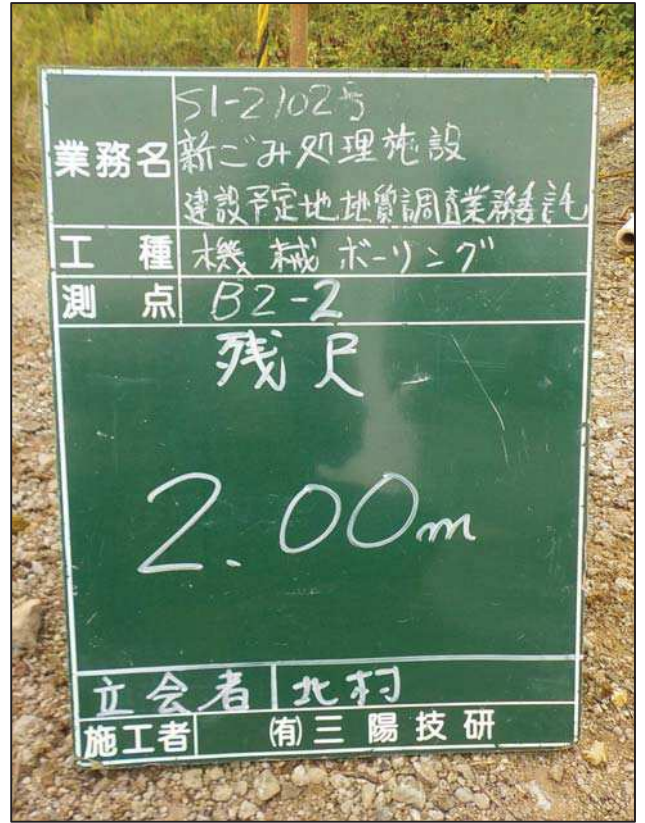 業務名
S1-2102号
新ごみ処理施設
建設予定地地質調査業務委託
工種 機械ボーリング
測点 B2-2
残尺
2.00m
立会者 北村
施工者 (有)三陽技研